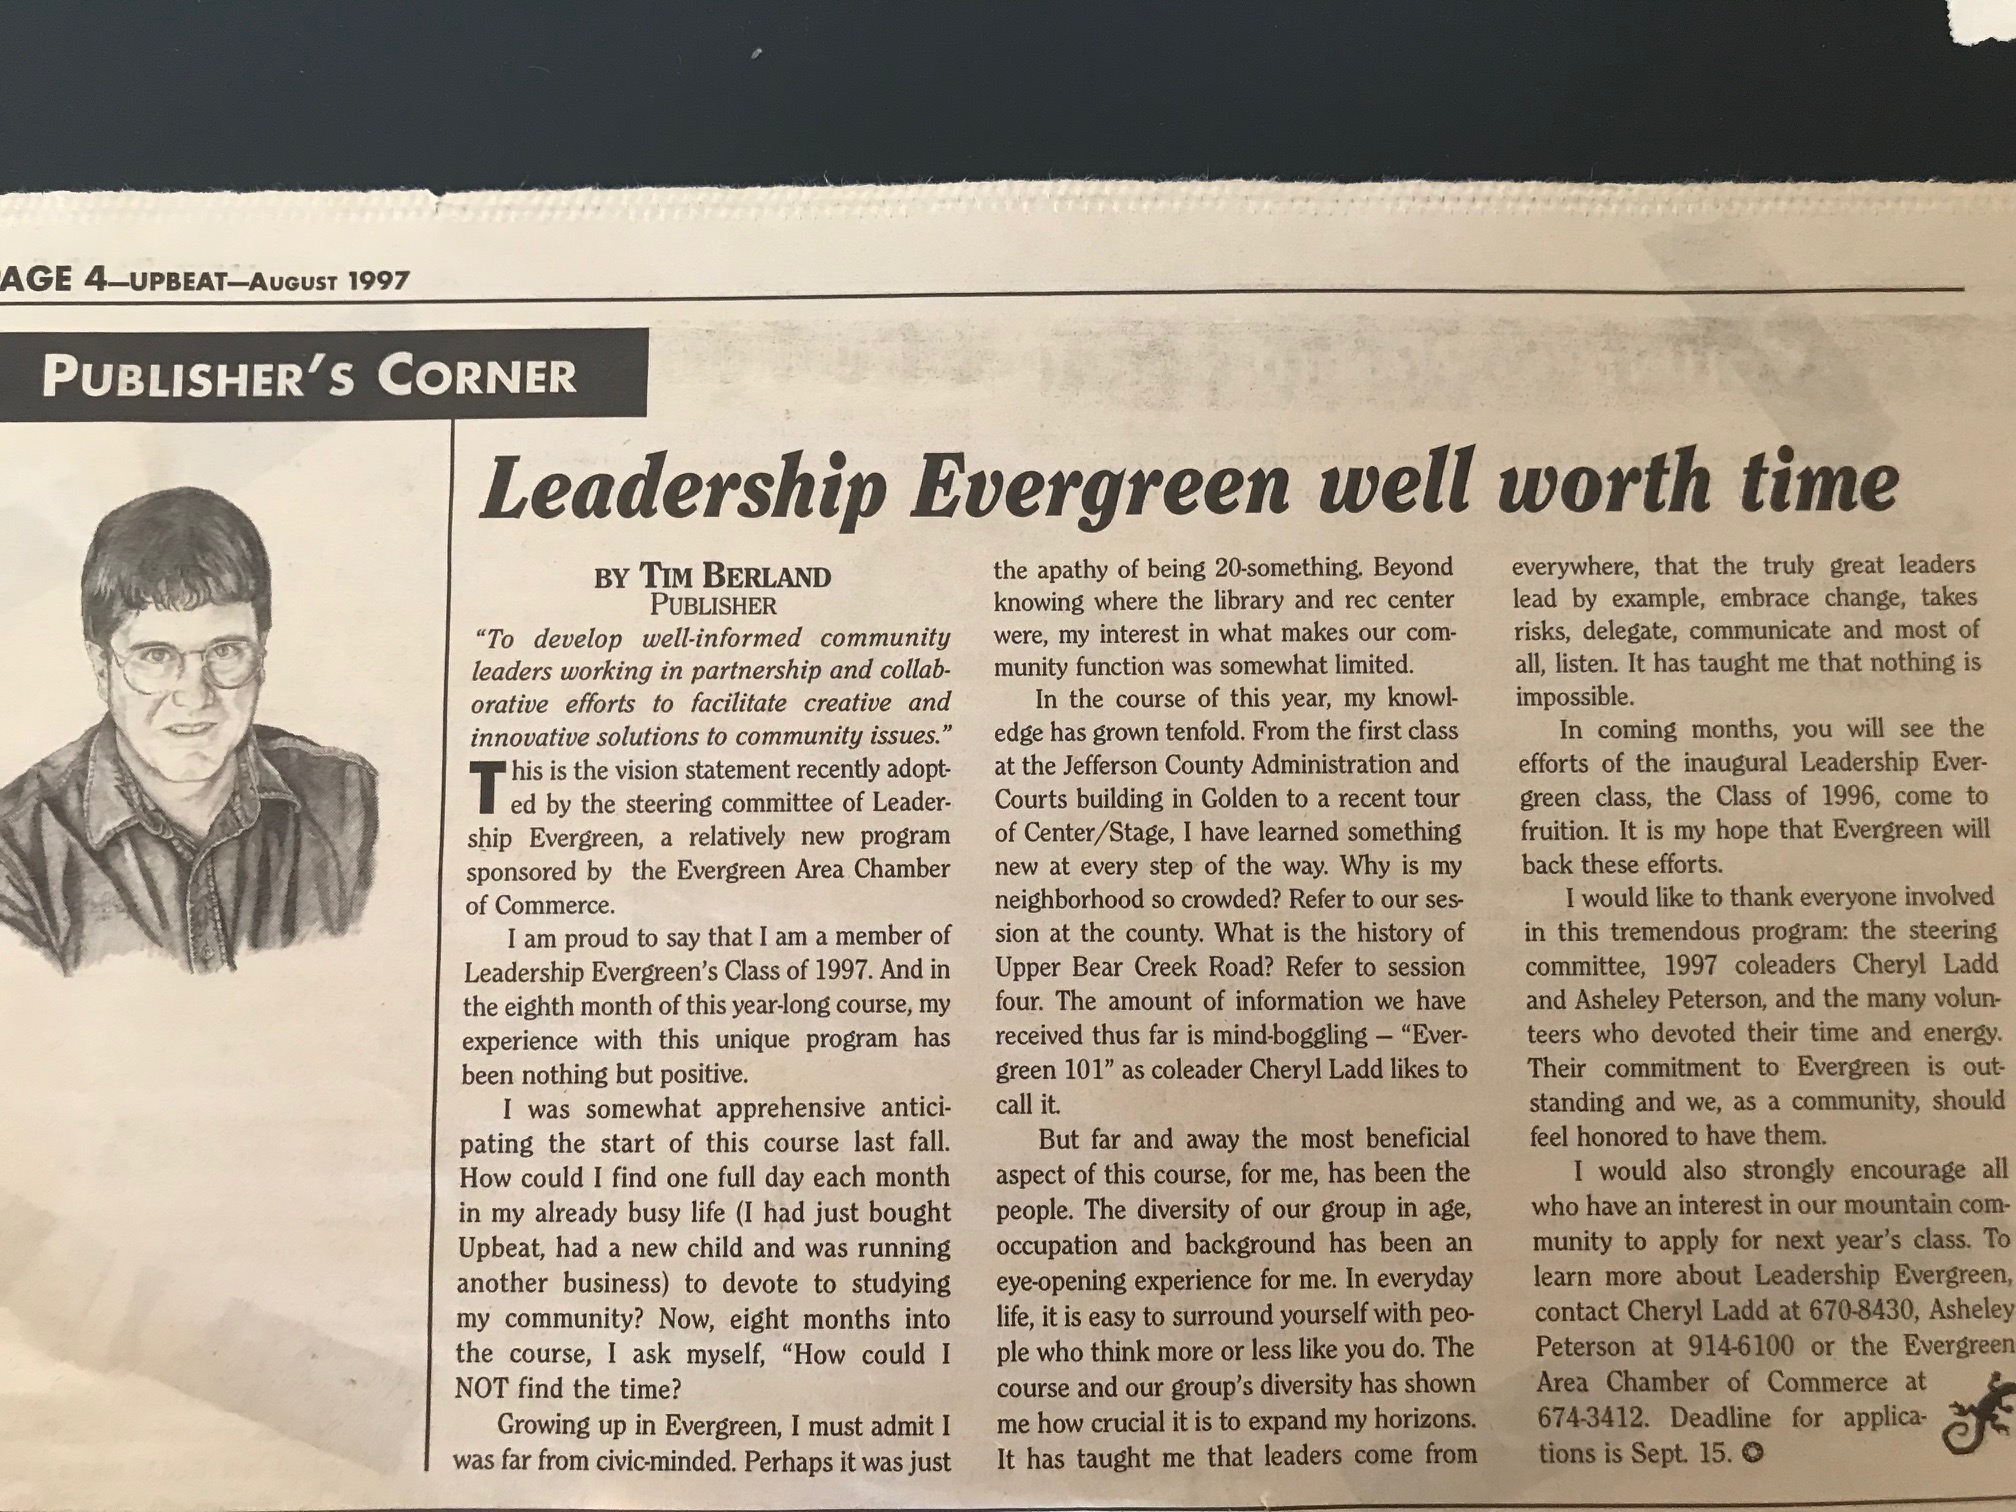 AGE 4—UPBEAT—AUGUST 1997
PUBLISHER'S CORNER
Leadership Evergreen well worth time
BY TIM BERLAND
PUBLISHER
“To develop well-informed community
leaders working in partnership and collab-
orative efforts to facilitate creative and
innovative solutions to community issues.”
This is the vision statement recently adopt-
ed by the steering committee of Leader-
ship Evergreen, a relatively new program
sponsored by the Evergreen Area Chamber
of Commerce.
I am proud to say that I am a member of
Leadership Evergreen's Class of 1997. And in
the eighth month of this year-long course, my
experience with this unique program has
been nothing but positive.
I was somewhat apprehensive antici-
pating the start of this course last fall.
How could I find one full day each month
in my already busy life (I had just bought
Upbeat, had a new child and was running
another business) to devote to studying
my community? Now, eight months into
the course, I ask myself, “How could I
NOT find the time?
Growing up in Evergreen, I must admit I
was far from civic-minded. Perhaps it was just
the apathy of being 20-something. Beyond
knowing where the library and rec center
were, my interest in what makes our com-
munity function was somewhat limited.
In the course of this year, my knowl-
edge has grown tenfold. From the first class
at the Jefferson County Administration and
Courts building in Golden to a recent tour
of Center/Stage, I have learned something
new at every step of the way. Why is my
neighborhood so crowded? Refer to our ses-
sion at the county. What is the history of
Upper Bear Creek Road? Refer to session
four. The amount of information we have
received thus far is mind-boggling – “Ever-
green 101” as coleader Cheryl Ladd likes to
call it.
But far and away the most beneficial
aspect of this course, for me, has been the
people. The diversity of our group in age,
occupation and background has been an
eye-opening experience for me. In everyday
life, it is easy to surround yourself with peo-
ple who think more or less like you do. The
course and our group's diversity has shown
me how crucial it is to expand my horizons.
It has taught me that leaders come from
everywhere, that the truly great leaders
lead by example, embrace change, takes
risks, delegate, communicate and most of
all, listen. It has taught me that nothing is
impossible.
In coming months, you will see the
efforts of the inaugural Leadership Ever-
green class, the Class of 1996, come to
fruition. It is my hope that Evergreen will
back these efforts.
I would like to thank everyone involved
in this tremendous program: the steering
committee, 1997 coleaders Cheryl Ladd
and Asheley Peterson, and the many volun-
teers who devoted their time and energy.
Their commitment to Evergreen is out-
standing and we, as a community, should
feel honored to have them.
I would also strongly encourage all
who have an interest in our mountain com-
munity to apply for next year's class. To
learn more about Leadership Evergreen,
contact Cheryl Ladd at 670-8430, Asheley
Peterson at 914-6100 or the Evergreen
Area Chamber of Commerce at
674-3412. Deadline for applica-
tions is Sept. 15.